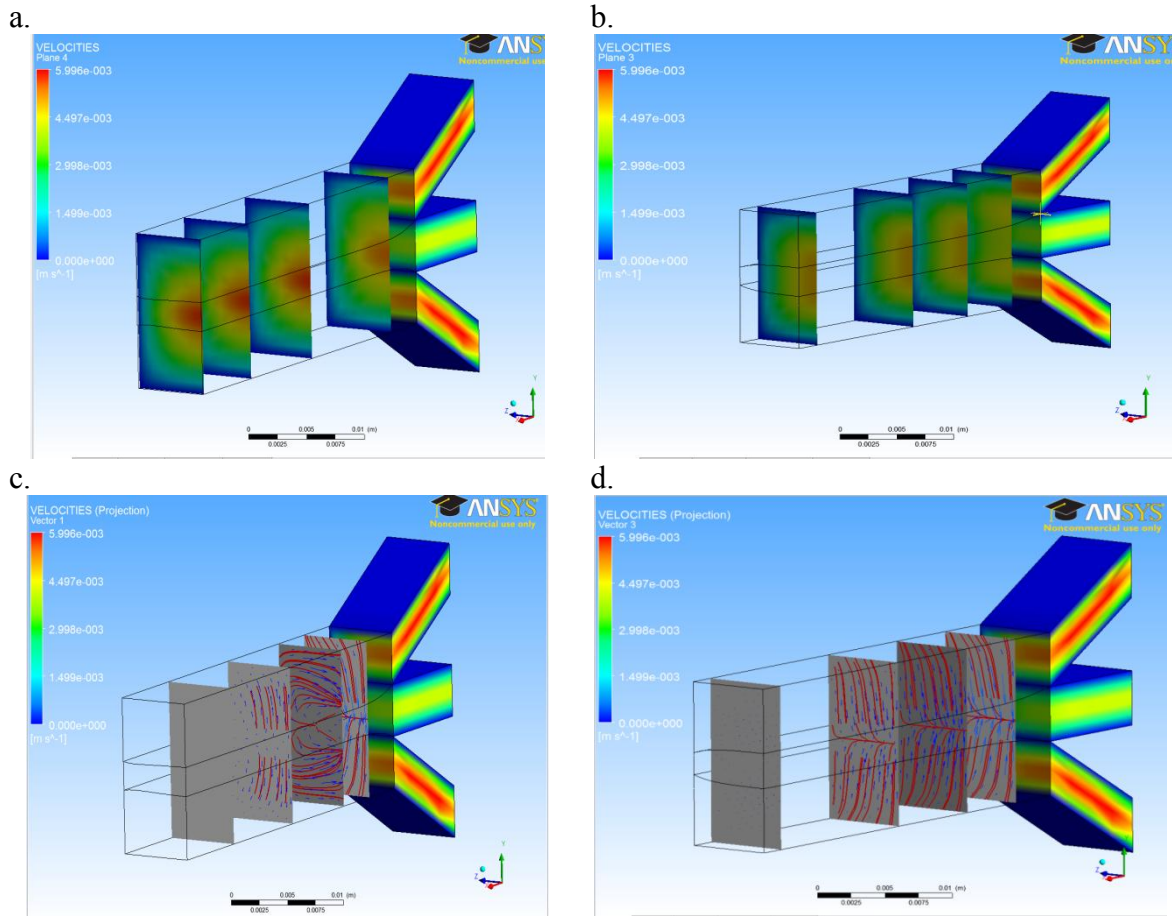 a.
VELOCITIES
Plane 4
5.996e-003
4.497e-003
2.998e-003
1.499e-003
0.000e+000
[m s^-1]
ANSYS
Noncommercial use
Y
Z
0 0.005 0.01 (m)
0.0025 0.0075
b.
VELOCITIES
Plane 3
5.996e-003
4.497e-003
2.998e-003
1.499e-003
0.000e+000
[m s^-1]
ANSYS
Noncommercial use on
Y
Z
0 0.005 0.01 (m)
0.0025 0.0075
c.
VELOCITIES (Projection)
Vector 1
5.996e-003
4.497e-003
2.998e-003
1.499e-003
0.000e+000
[m s^-1]
ANSYS
Noncommercial use only
Y
Z
0 0.005 0.01 (m)
0.0025 0.0075
d.
VELOCITIES (Projection)
Vector 3
5.996e-003
4.497e-003
2.998e-003
1.499e-003
0.000e+000
[m s^-1]
ANSYS
Noncommercial use only
Y
Z
0 0.005 0.01 (m)
0.0025 0.0075